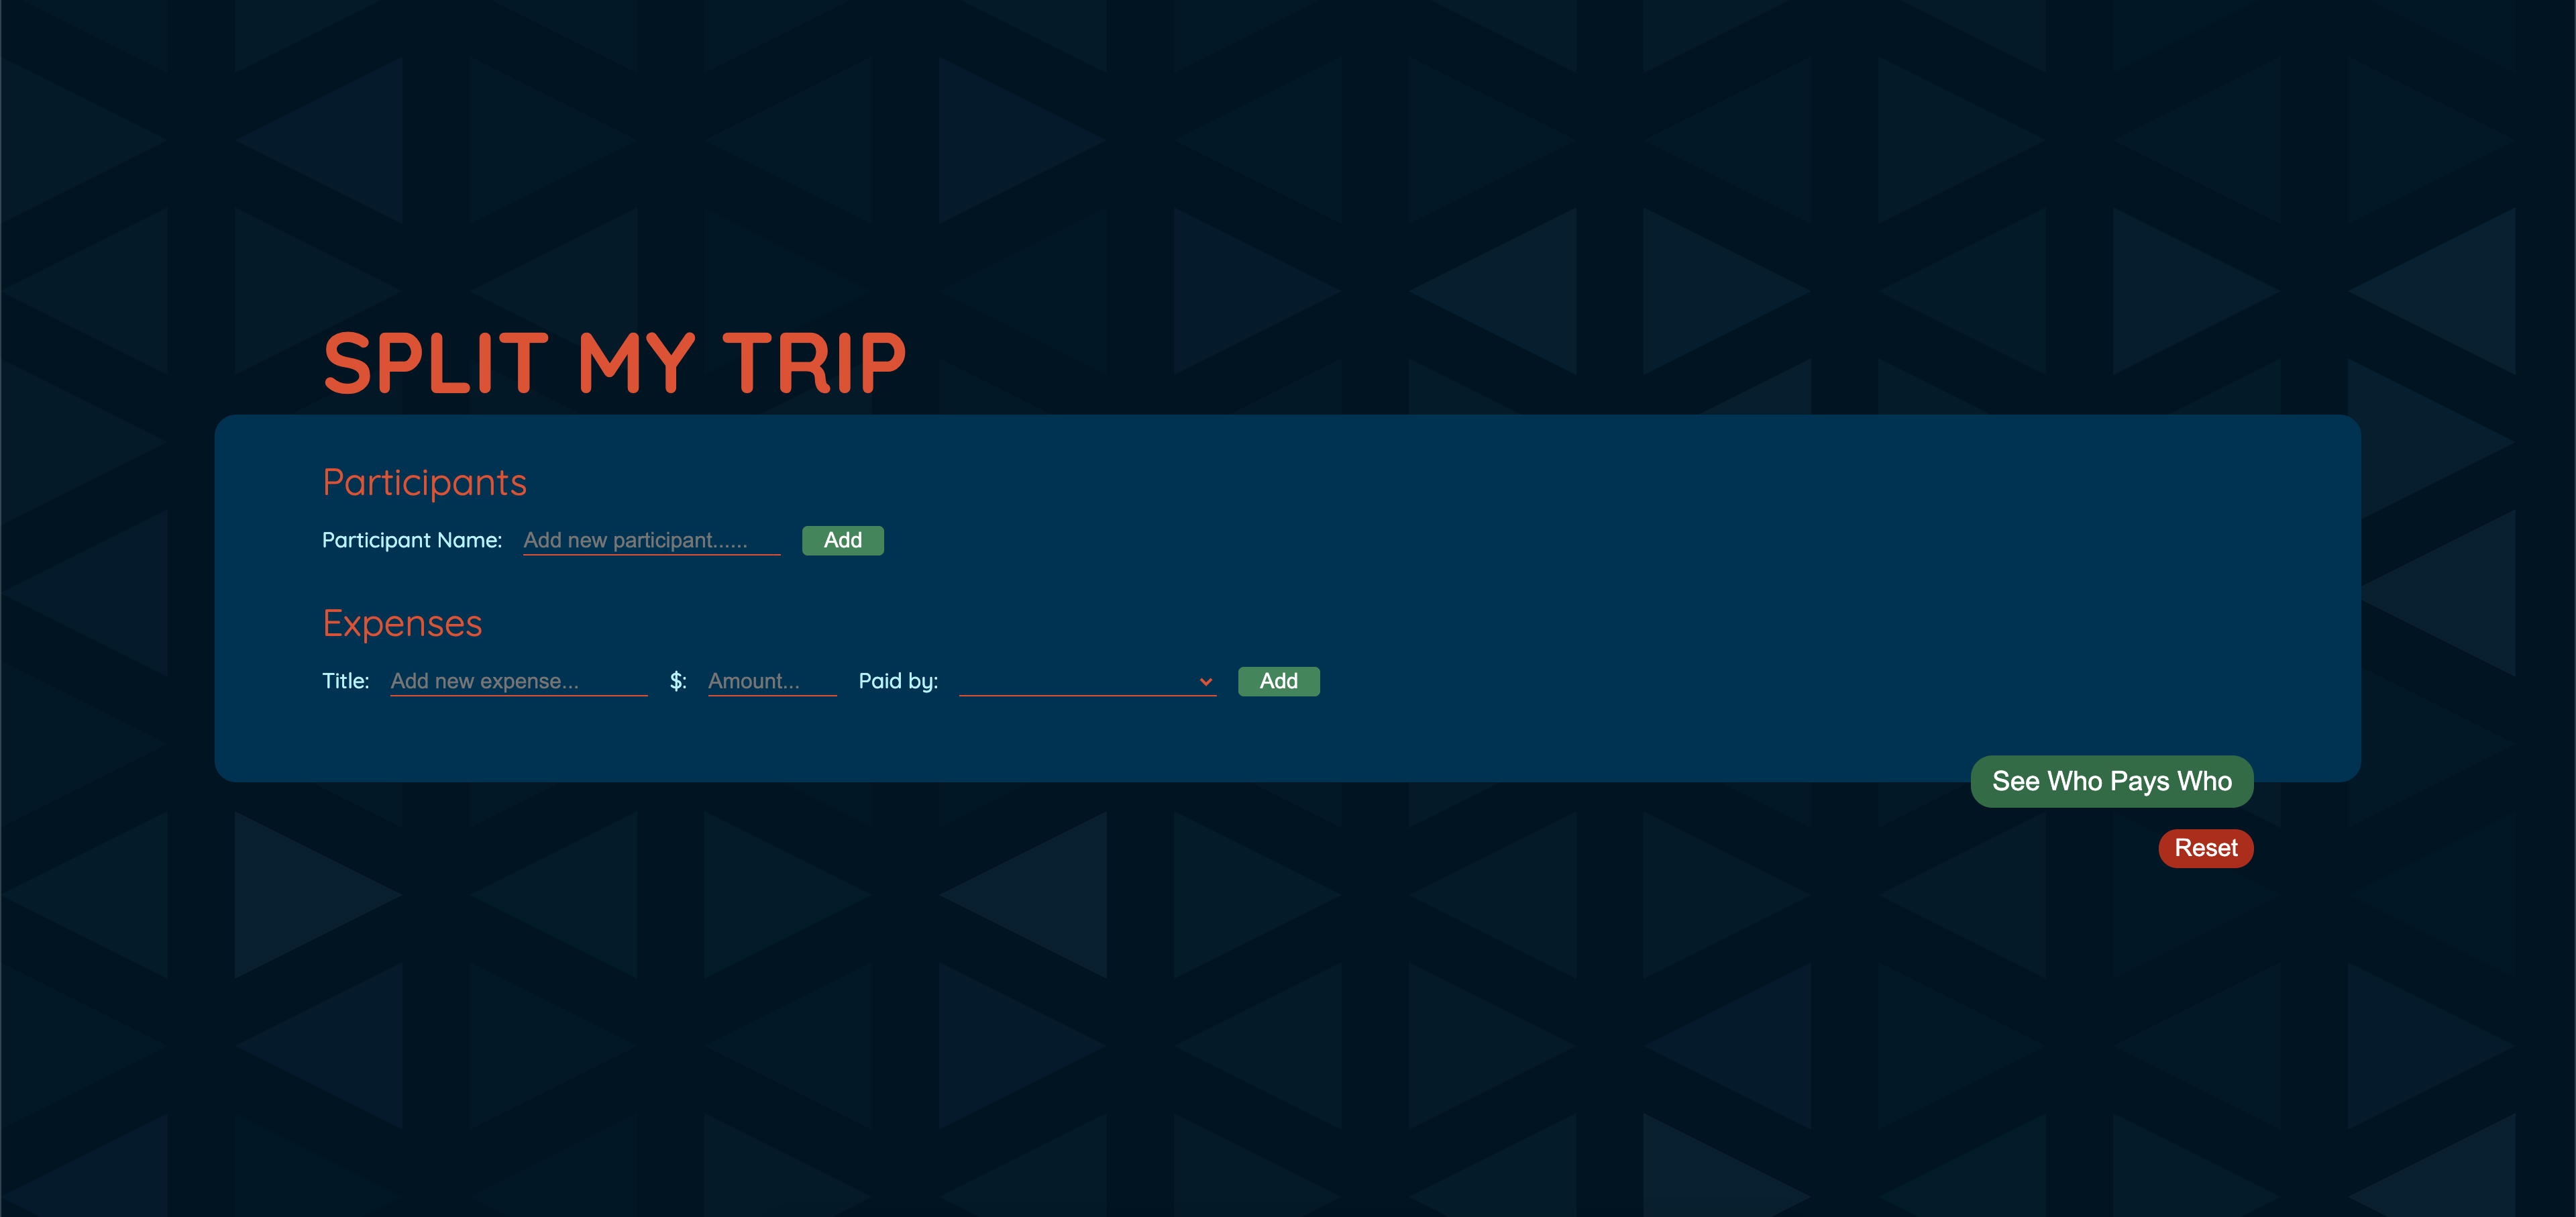 SPLIT MY TRIP
Participants
Participant Name: Add new participant...... Add
Expenses
Title: Add new expense... $: Amount... Paid by: Add
See Who Pays Who
Reset